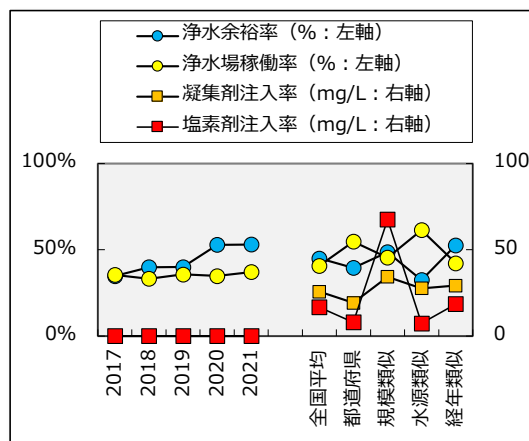 浄水余裕率（%：左軸）
浄水場稼働率（%：左軸）
凝集剤注入率（mg/L：右軸）
塩素剤注入率（mg/L：右軸）
100%
100
50%
50
0%
0
2017
2018
2019
2020
2021
全国平均
都道府県
規模類似
水源類似
経年類似